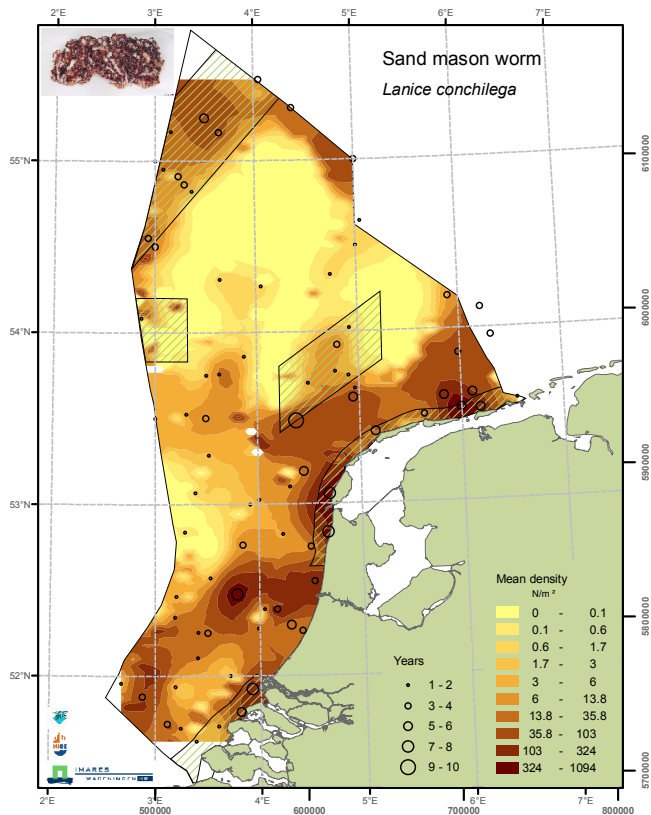 2°E 3°E 4°E 5°E 6°E 7°E
Sand mason worm
Lanice conchilega
55°N
54°N
53°N
52°N
6100000
6000000
5900000
5800000
5700000
Mean density
N/m ²
0 - 0.1
0.1 - 0.6
0.6 - 1.7
1.7 - 3
3 - 6
6 - 13.8
13.8 - 35.8
35.8 - 103
103 - 324
324 - 1094
Years
1 - 2
3 - 4
5 - 6
7 - 8
9 - 10
IMARES
WAGENINGEN UR
2°E 3°E 4°E 5°E 6°E 7°E
500000 600000 700000 800000